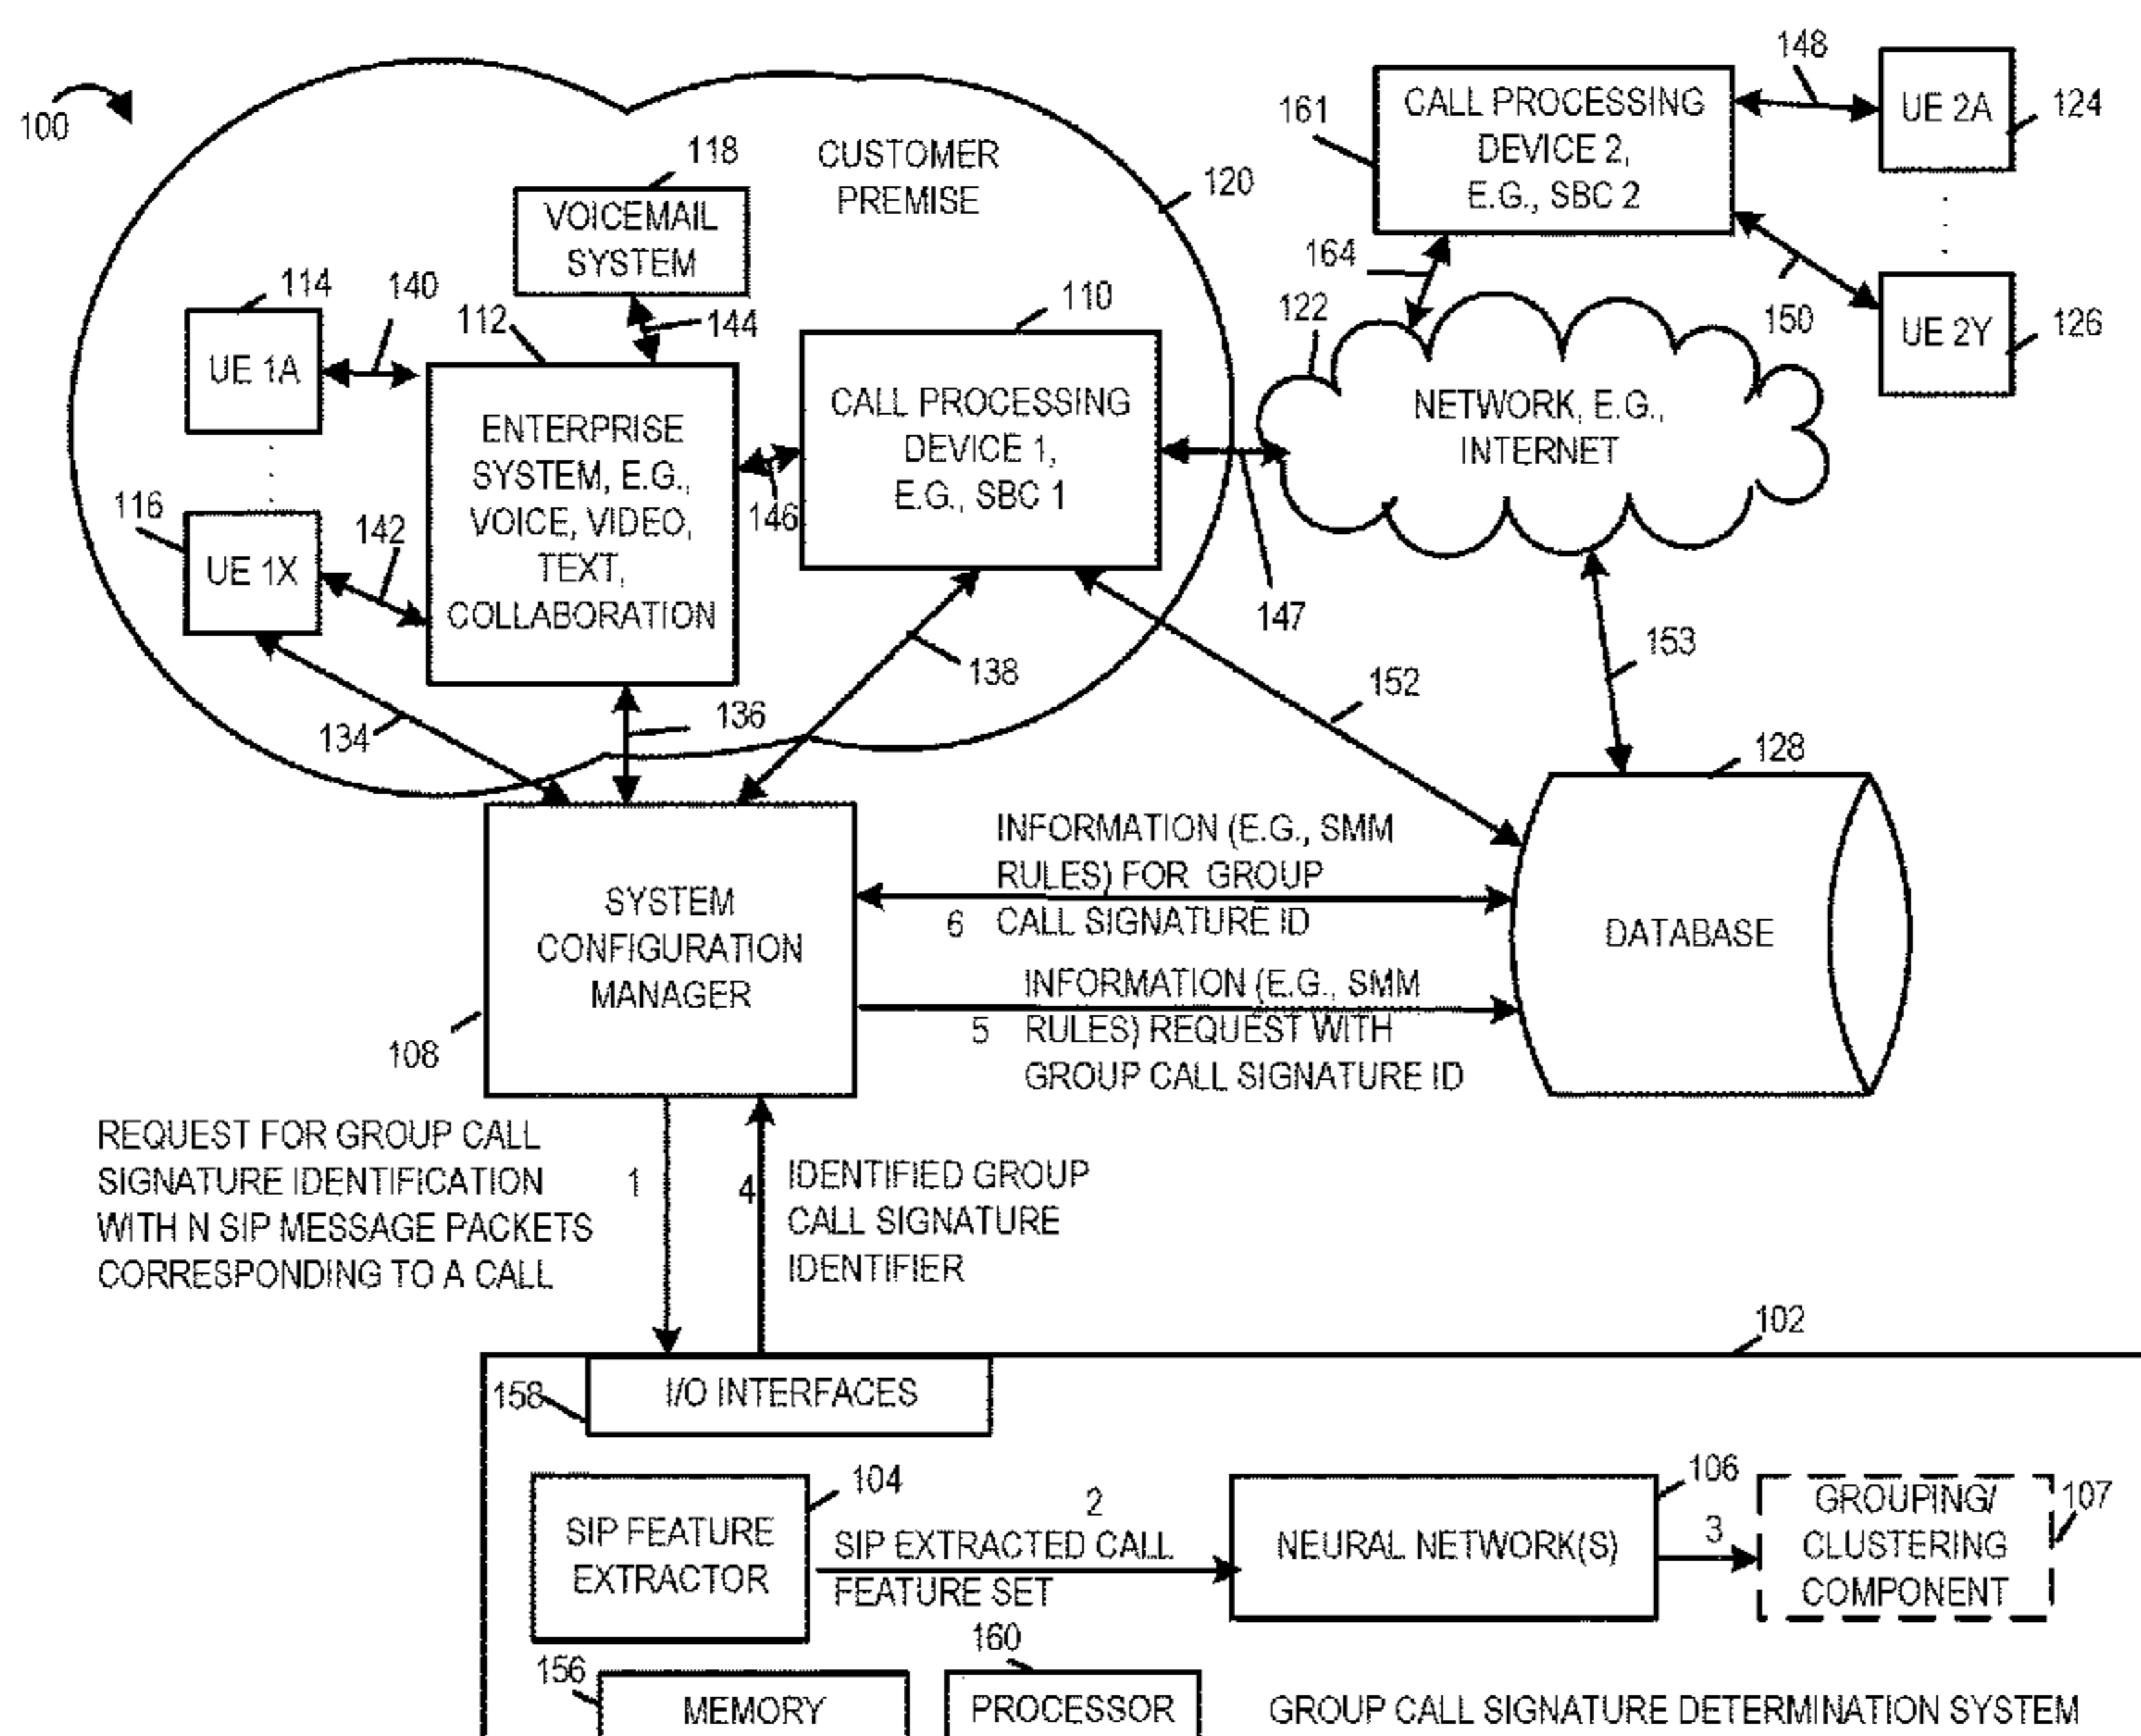 100
118
VOICEMAIL
SYSTEM
CUSTOMER
PREMISE
120
161
CALL PROCESSING
DEVICE 2,
E.G., SBC 2
148
UE 2A
124
164
150
UE 2Y
126
122
NETWORK, E.G.,
INTERNET
114
140
112
144
110
UE 1A
116
142
UE 1X
ENTERPRISE
SYSTEM, E.G.,
VOICE, VIDEO,
TEXT,
COLLABORATION
146
CALL PROCESSING
DEVICE 1,
E.G., SBC 1
147
134
136
138
152
153
128
SYSTEM
CONFIGURATION
MANAGER
108
INFORMATION (E.G., SMM
RULES) FOR GROUP
6 CALL SIGNATURE ID
INFORMATION (E.G., SMM
5 RULES) REQUEST WITH
GROUP CALL SIGNATURE ID
DATABASE
REQUEST FOR GROUP CALL
SIGNATURE IDENTIFICATION
WITH N SIP MESSAGE PACKETS
CORRESPONDING TO A CALL
1
4
IDENTIFIED GROUP
CALL SIGNATURE
IDENTIFIER
102
158
I/O INTERFACES
104
SIP FEATURE
EXTRACTOR
2
SIP EXTRACTED CALL
FEATURE SET
106
NEURAL NETWORK(S)
3
GROUPING/
CLUSTERING
COMPONENT
107
156
MEMORY
160
PROCESSOR
GROUP CALL SIGNATURE DETERMINATION SYSTEM